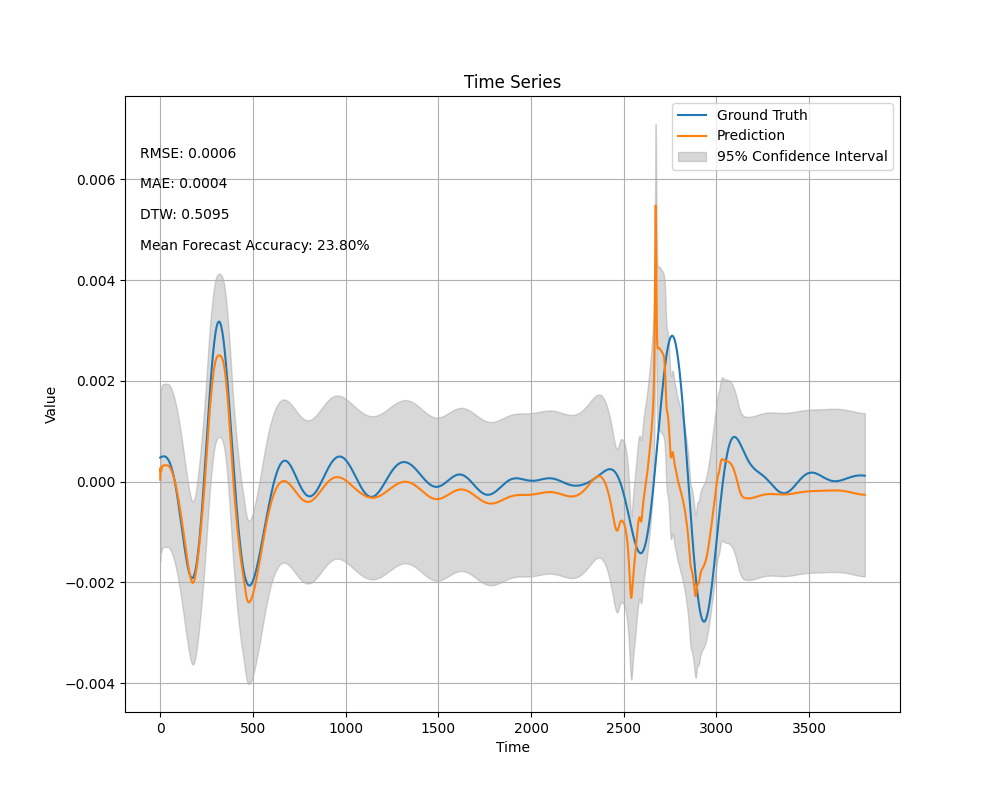 Time Series
Ground Truth
Prediction
95% Confidence Interval
RMSE: 0.0006
MAE: 0.0004
DTW: 0.5095
Mean Forecast Accuracy: 23.80%
0.006
0.004
0.002
0.000
−0.002
−0.004
Value
0 500 1000 1500 2000 2500 3000 3500
Time